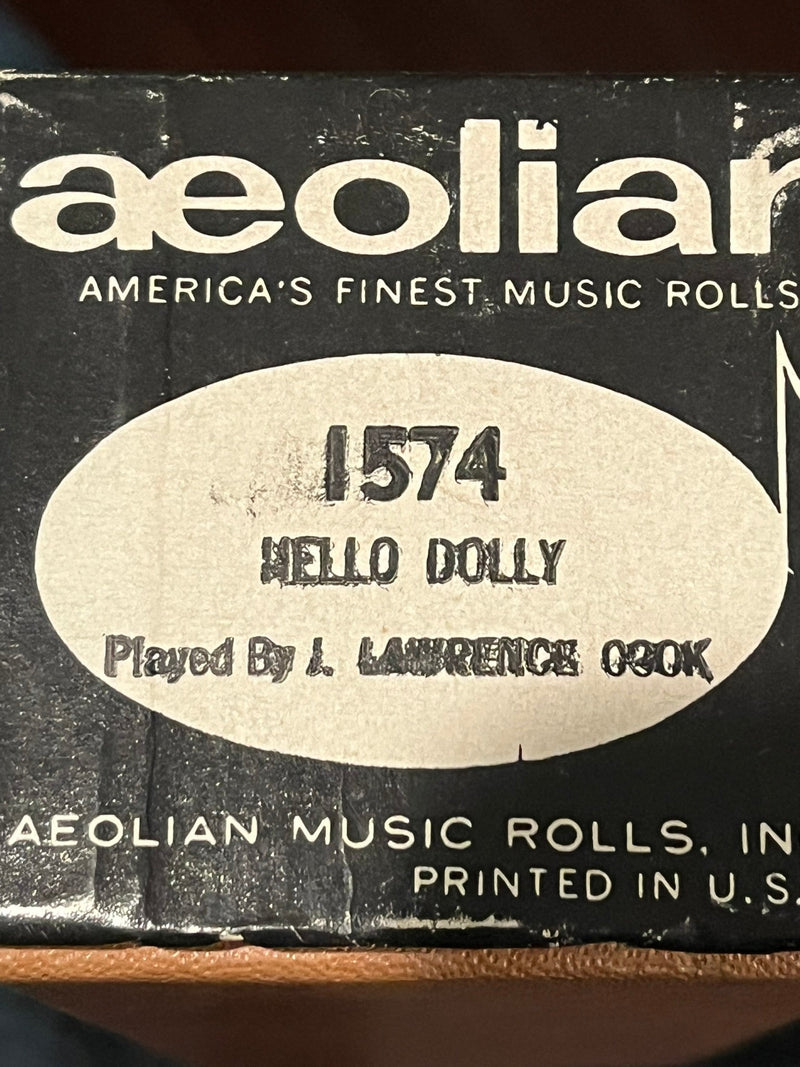 aeolian
AMERICA'S FINEST MUSIC ROLLS
1574
HELLO DOLLY
Played By J. LAWRENCE COOK
AEOLIAN MUSIC ROLLS, IN
PRINTED IN U.S.